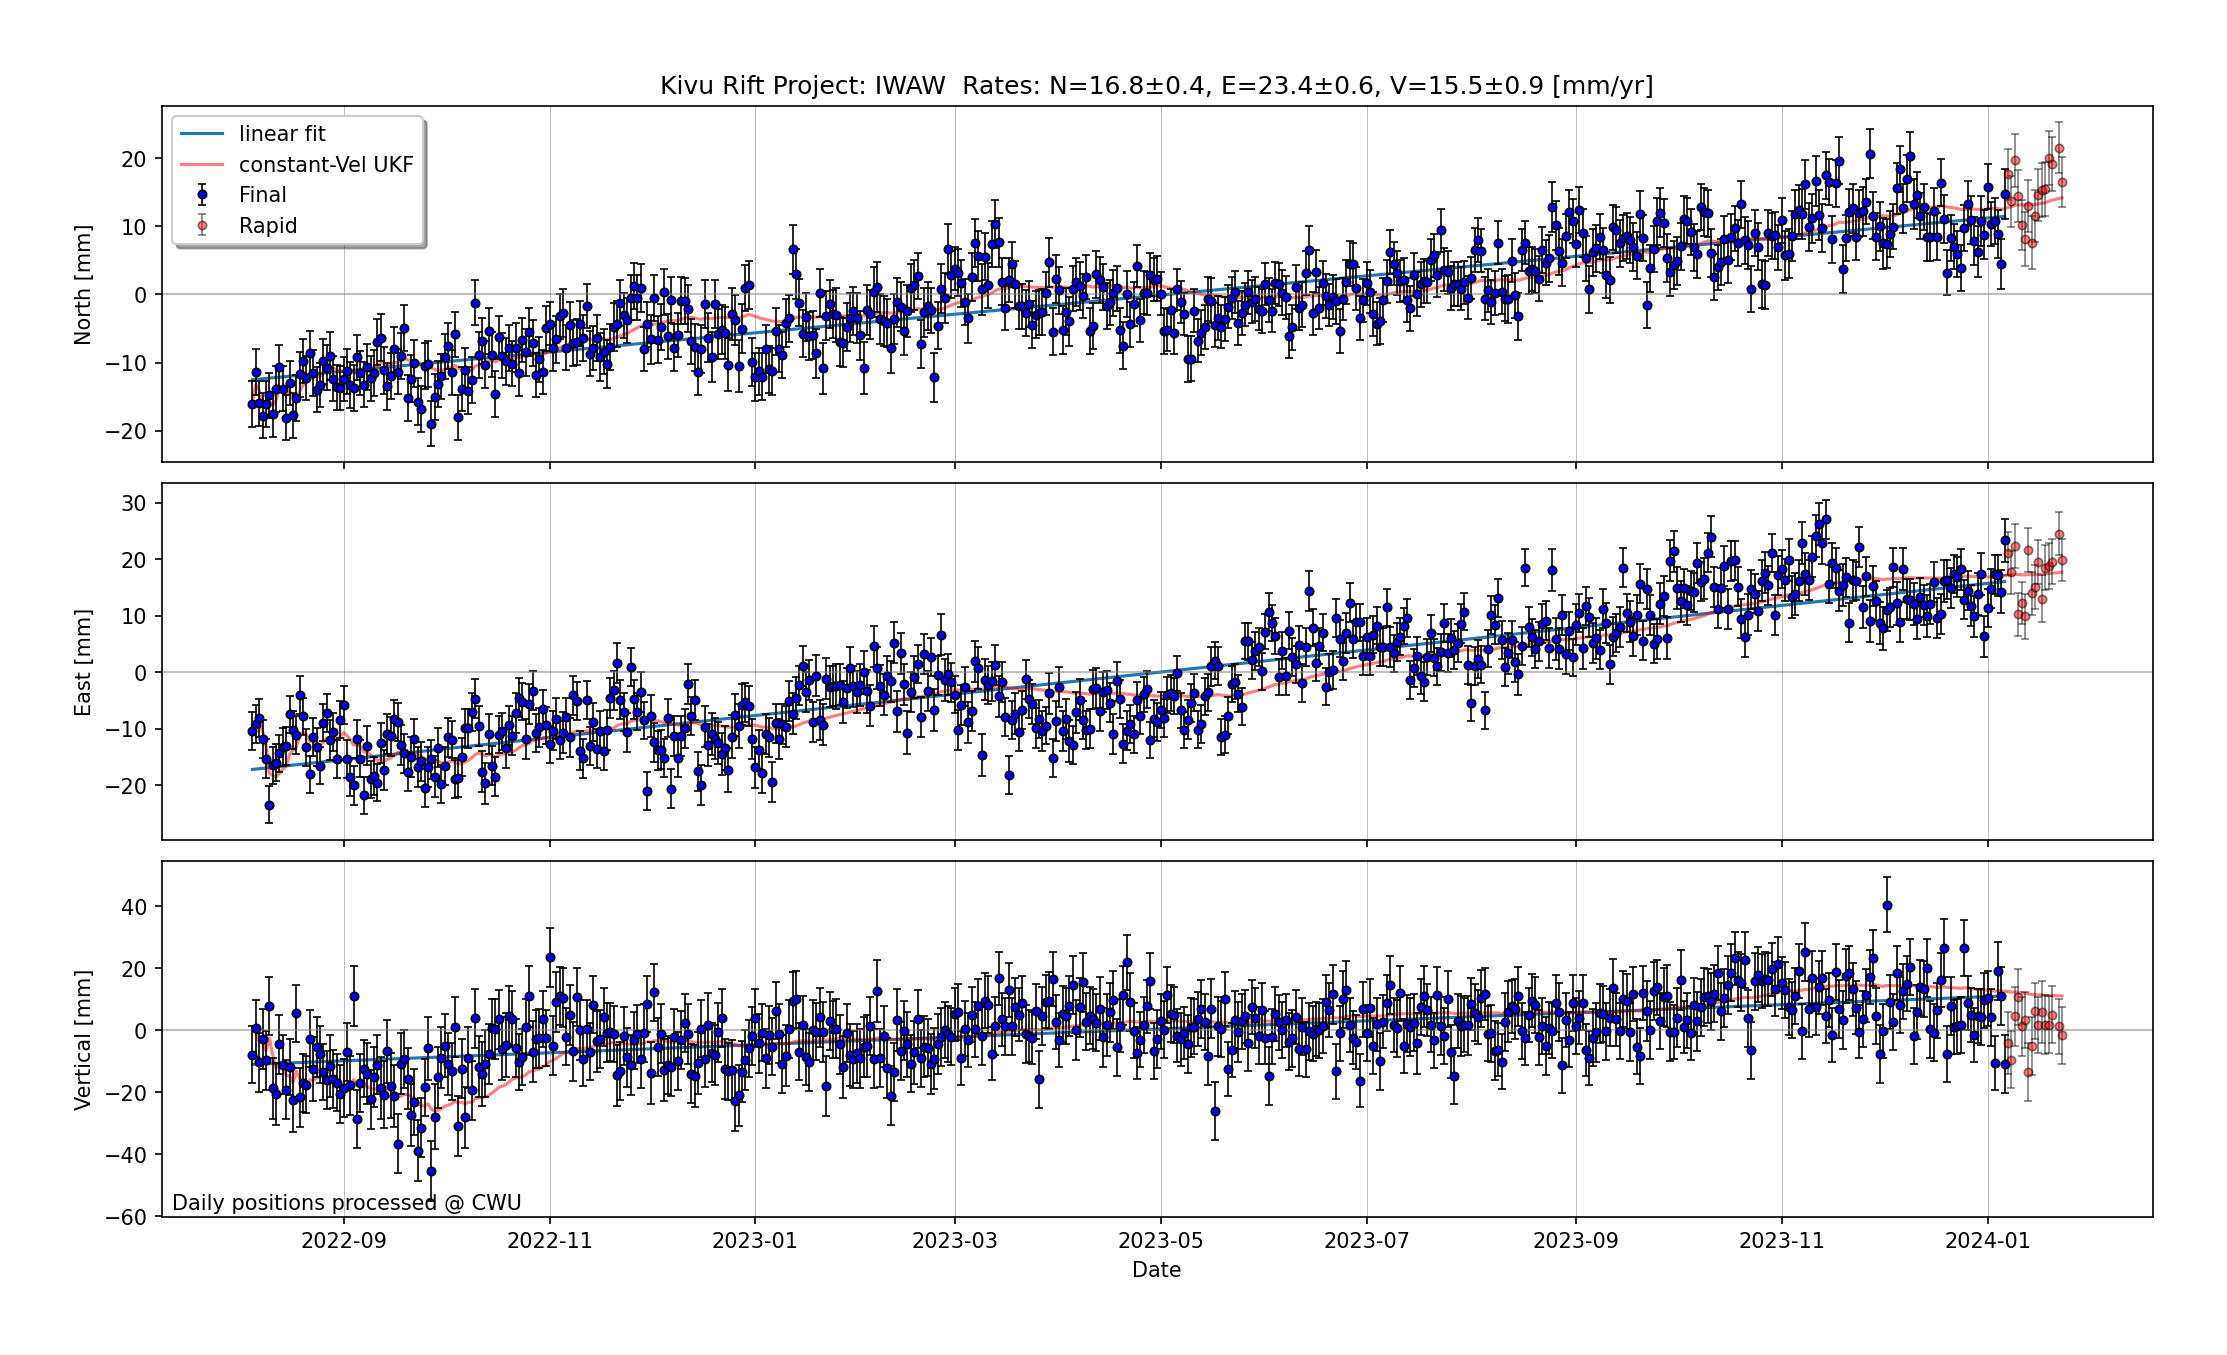 Kivu Rift Project: IWAW  Rates: N=16.8±0.4, E=23.4±0.6, V=15.5±0.9 [mm/yr]
linear fit
constant-Vel UKF
Final
Rapid
North [mm]
20
10
0
−10
−20
East [mm]
30
20
10
0
−10
−20
Vertical [mm]
40
20
0
−20
−40
−60
Daily positions processed @ CWU
2022-09
2022-11
2023-01
2023-03
2023-05
2023-07
2023-09
2023-11
2024-01
Date